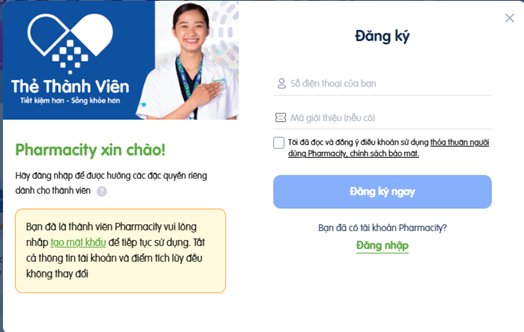 Thẻ Thành Viên
Tiết kiệm hơn - Sống khỏe hơn
Pharmacity xin chào!
Hãy đăng nhập để được hưởng các đặc quyền riêng
dành cho thành viên ?
Bạn đã là thành viên Pharmacity vui lòng
nhấp tạo mật khẩu để tiếp tục sử dụng. Tất
cả thông tin tài khoản và điểm tích lũy đều
không thay đổi
Đăng ký
Số điện thoại của bạn
Mã giới thiệu (nếu có)
Tôi đã đọc và đồng ý điều khoản sử dụng thỏa thuận người
dùng Pharmacity, chính sách bảo mật.
Đăng ký ngay
Bạn đã có tài khoản Pharmacity?
Đăng nhập